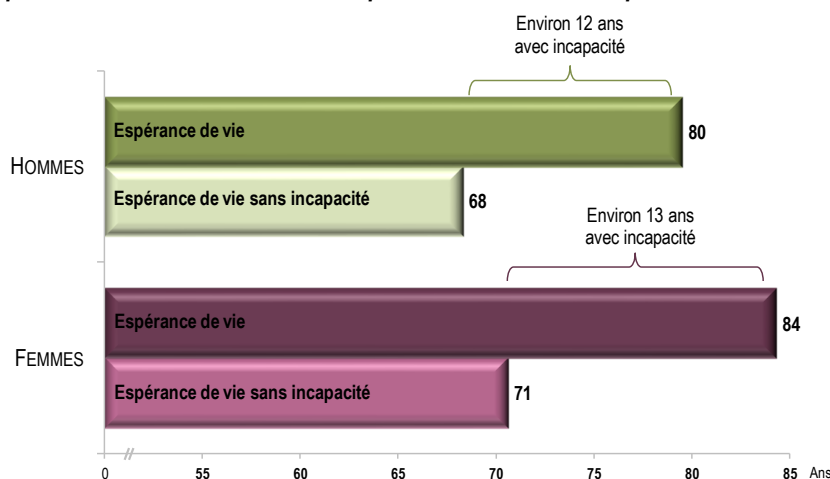 Environ 12 ans
avec incapacité
Espérance de vie
80
HOMMES
Espérance de vie sans incapacité
68
Environ 13 ans
avec incapacité
Espérance de vie
84
FEMMES
Espérance de vie sans incapacité
71
0 // 55 60 65 70 75 80 85 Ans